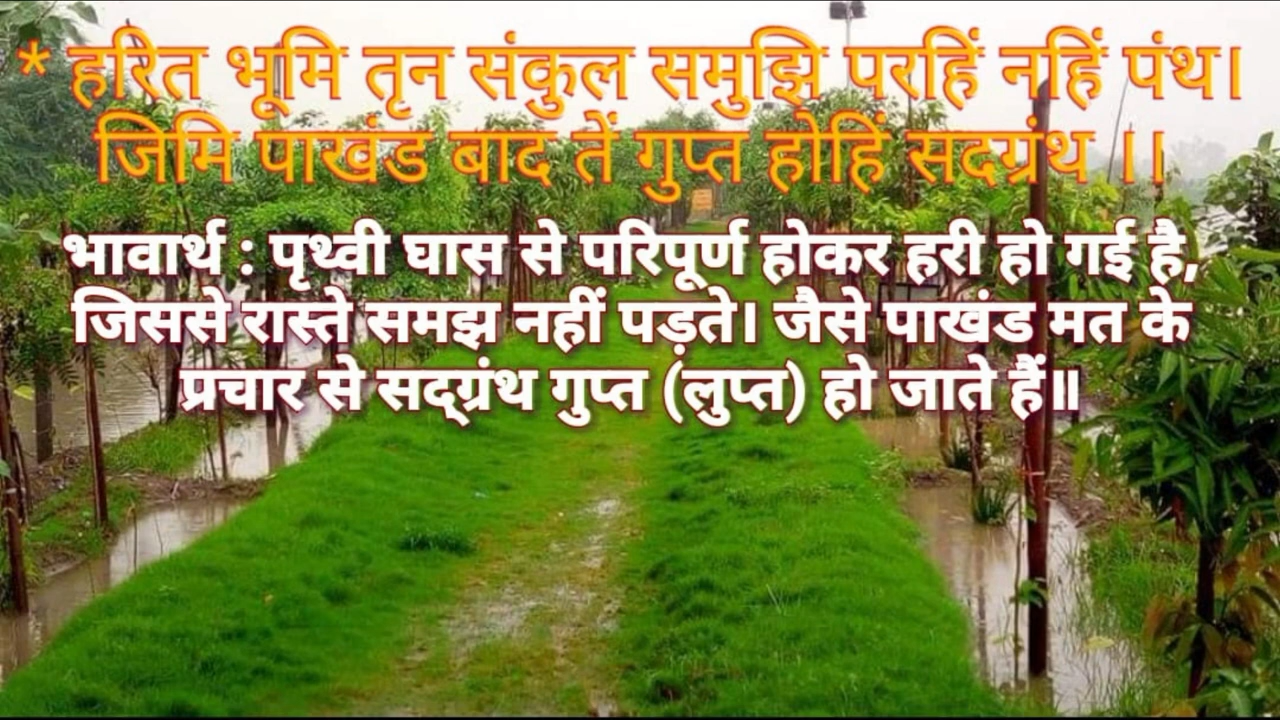 * हरित भूमि तृन संकुल समुझि परहिं नहिं पंथ।
जिमि पाखंड बाद तें गुप्त होहिं सदग्रंथ ।।
भावार्थ : पृथ्वी घास से परिपूर्ण होकर हरी हो गई है,
जिससे रास्ते समझ नहीं पड़ते। जैसे पाखंड मत के
प्रचार से सद्ग्रंथ गुप्त (लुप्त) हो जाते हैं॥